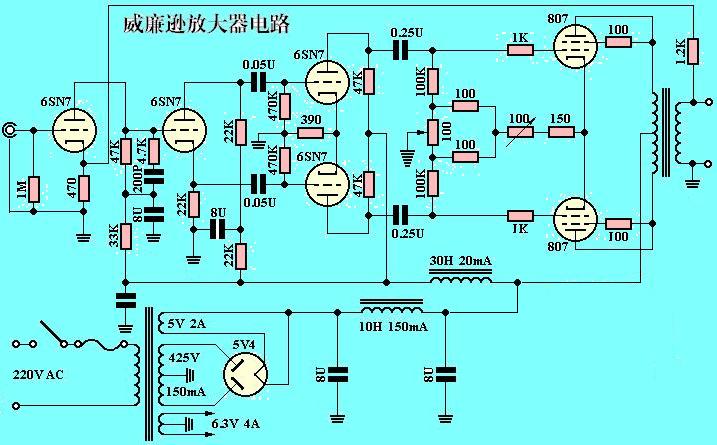 威廉逊放大器电路
6SN7
6SN7
0.05U
6SN7
0.25U
807
1K
100
1.2K
47K
100K
470K
390
100
100
150
100
100
47K
4.7K
200P
22K
470K
6SN7
47K
100K
1M
470
8U
33K
22K
8U
22K
0.05U
0.25U
1K
807
100
30H 20mA
10H 150mA
5V 2A
5V4
425V
150mA
6.3V 4A
220V AC
8U
8U